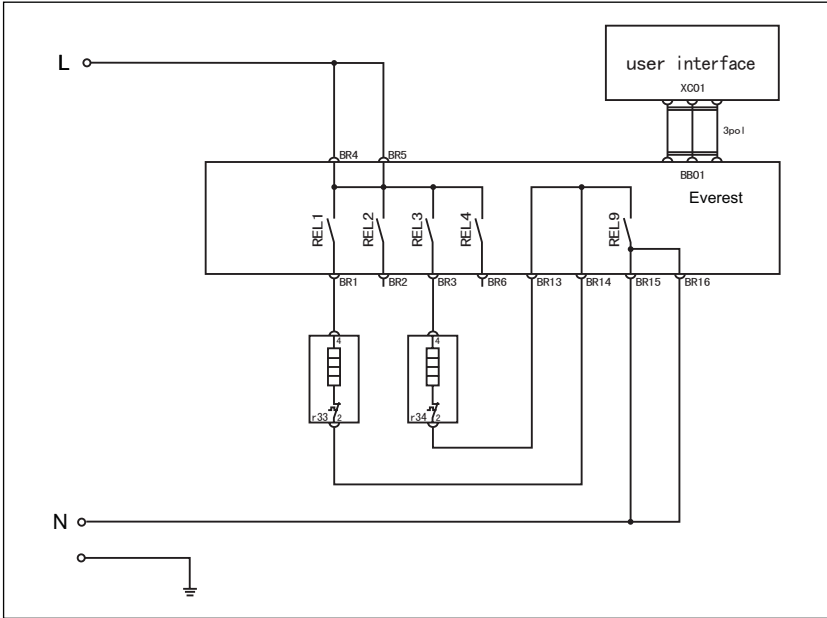 L
user interface
XC01
3pol
BR4
BR5
BB01
Everest
REL1
REL2
REL3
REL4
REL9
BR1
BR2
BR3
BR6
BR13
BR14
BR15
BR16
4
4
r33
2
r34
2
N